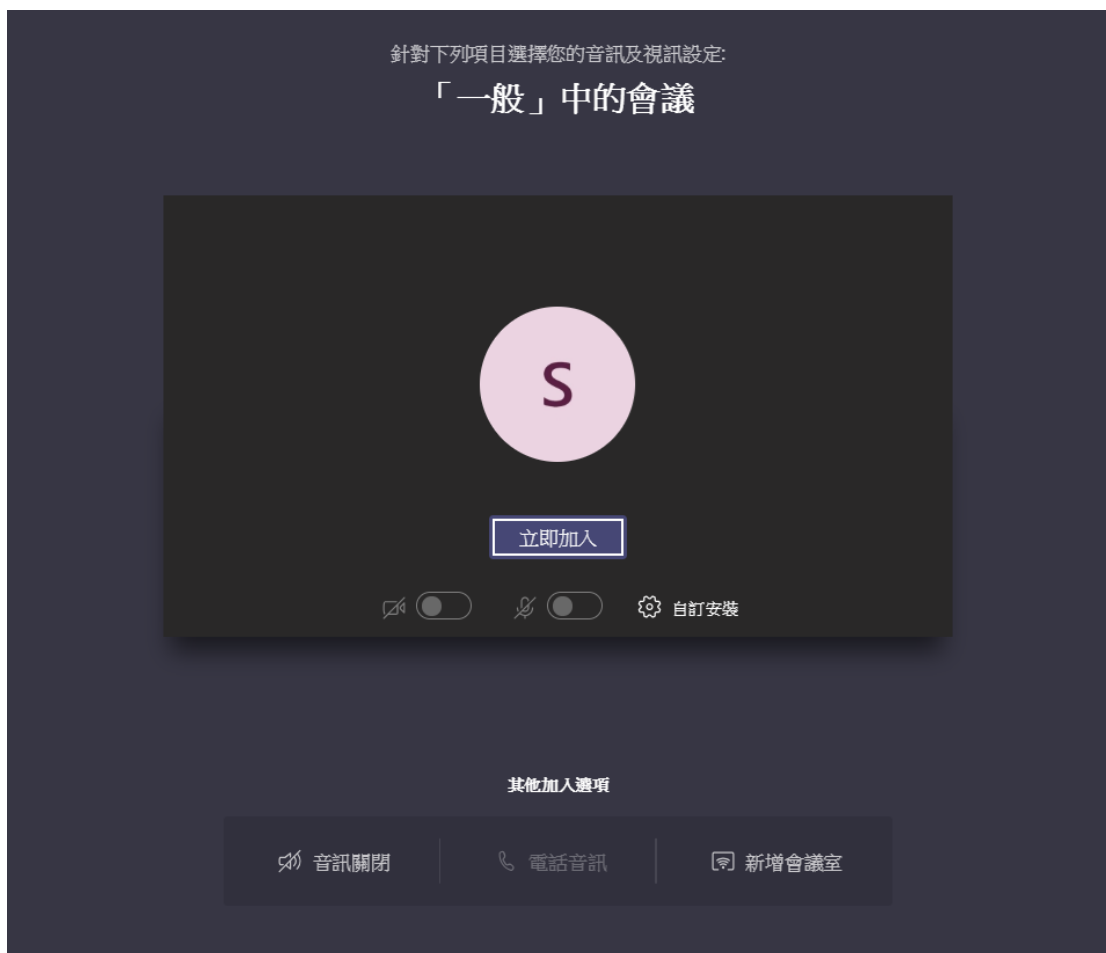 針對下列項目選擇您的音訊及視訊設定:
「一般」中的會議
S
立即加入
自訂安裝
其他加入選項
音訊關閉 電話音訊 新增會議室